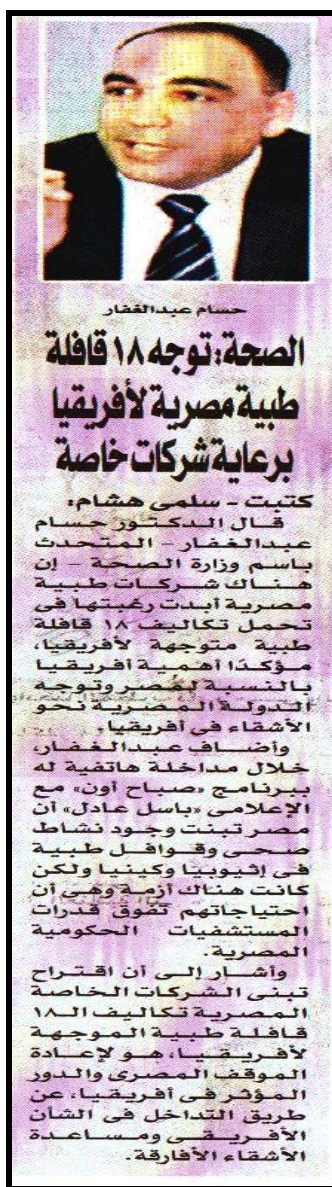 حسام عبدالغفار
الصحة: توجه ١٨ قافلة
طبية مصرية لأفريقيا
برعاية شركات خاصة
كتبت - سلمى هشام:
قال الدكتور حسام
عبدالغفار - المتحدث
باسم وزارة الصحة - إن
هناك شركات طبية
مصرية أبدت رغبتها فى
تحمل تكاليف ١٨ قافلة
طبية متوجهة لأفريقيا،
مؤكدًا أهمية أفريقيا
بالنسبة لمصر وتوجه
الدولة المصرية نحو
الأشقاء فى أفريقيا.
وأضاف عبدالغفار،
خلال مداخلة هاتفية له
ببرنامج «صباح أون» مع
الإعلامى «باسل عادل» أن
مصر تبنت وجود نشاط
صحى وقوافل طبية
فى إثيوبيا وكينيا ولكن
كانت هناك أزمة وهى أن
احتياجاتهم تفوق قدرات
المستشفيات الحكومية
المصرية.
وأشار إلى أن اقتراح
تبنى الشركات الخاصة
المصرية تكاليف الـ١٨
قافلة طبية الموجهة
لأفريقيا، هو لإعادة
الموقف المصرى والدور
المؤثر فى أفريقيا، عن
طريق التداخل فى الشأن
الأفريقى ومساعدة
الأشقاء الأفارقة.